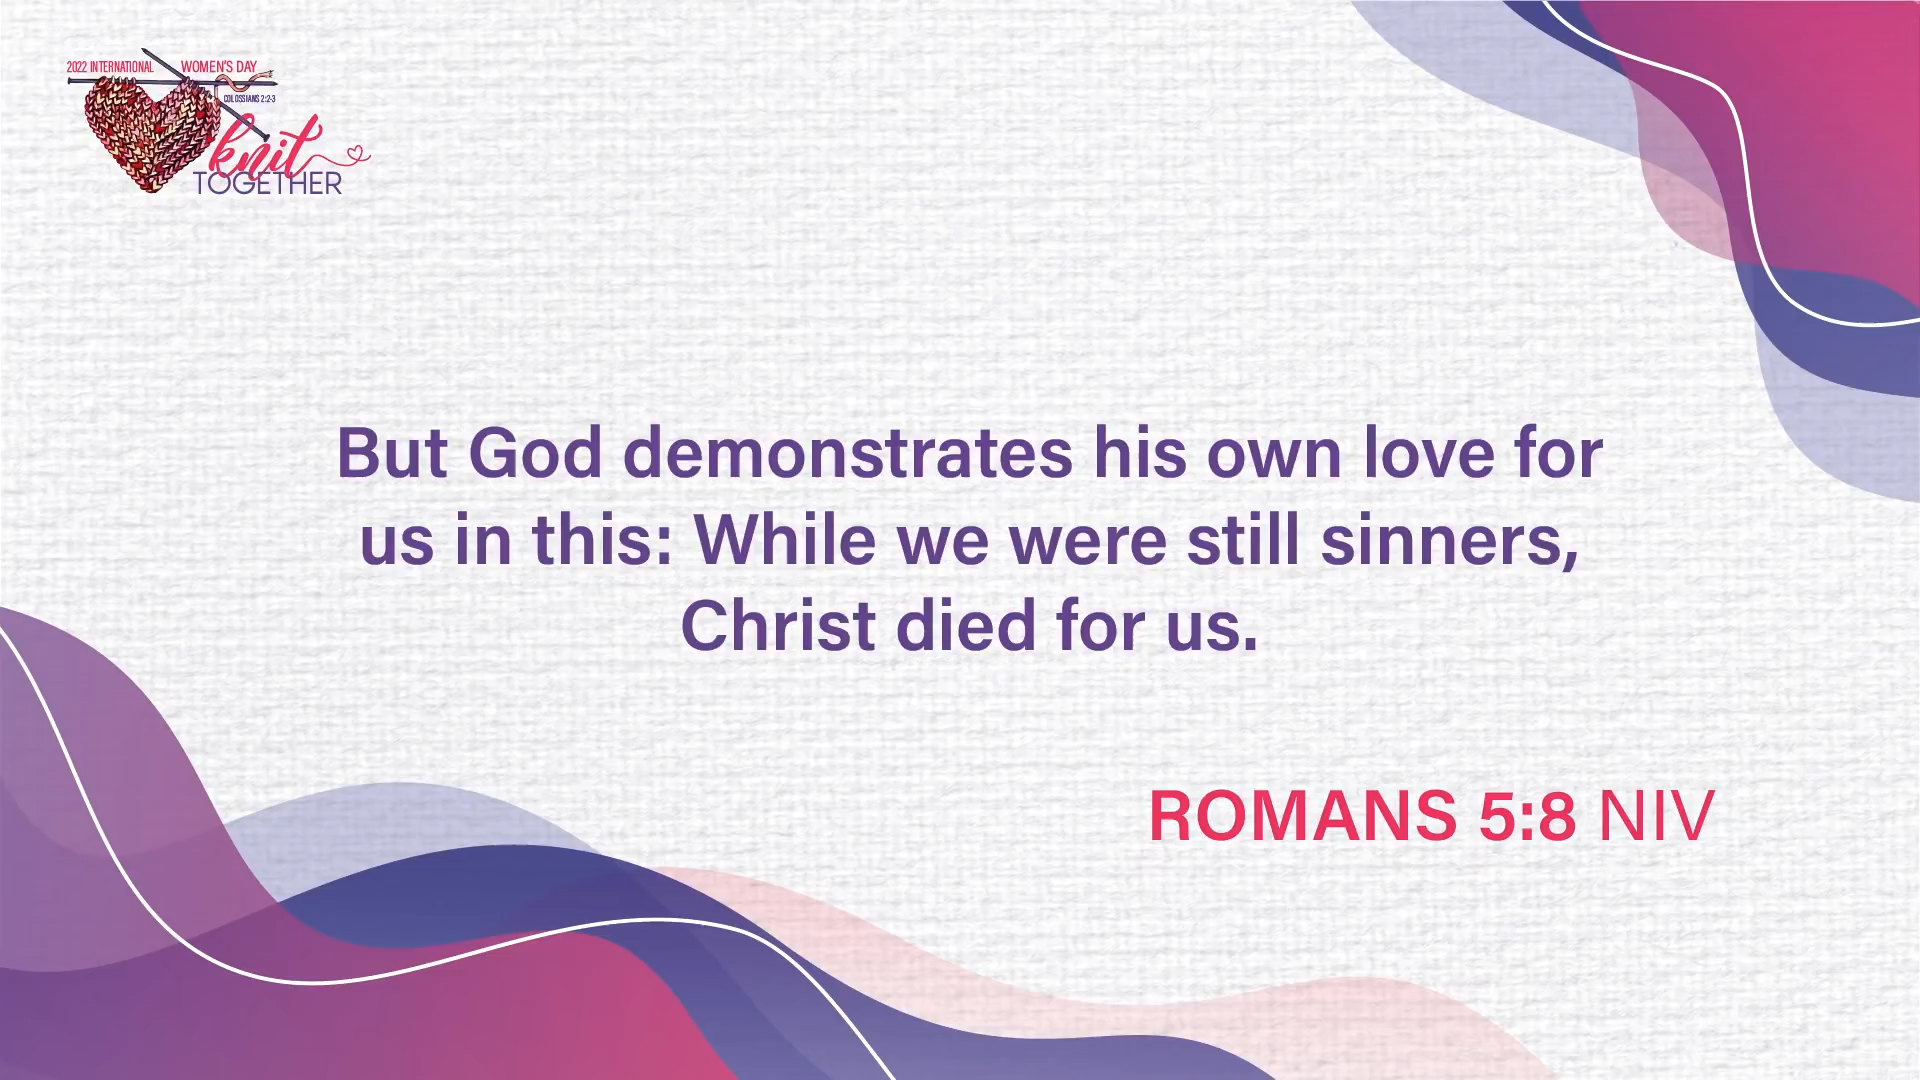 2022 INTERNATIONAL WOMEN'S DAY
COLOSSIANS 2:2-3
knit
TOGETHER
But God demonstrates his own love for
us in this: While we were still sinners,
Christ died for us.
ROMANS 5:8 NIV